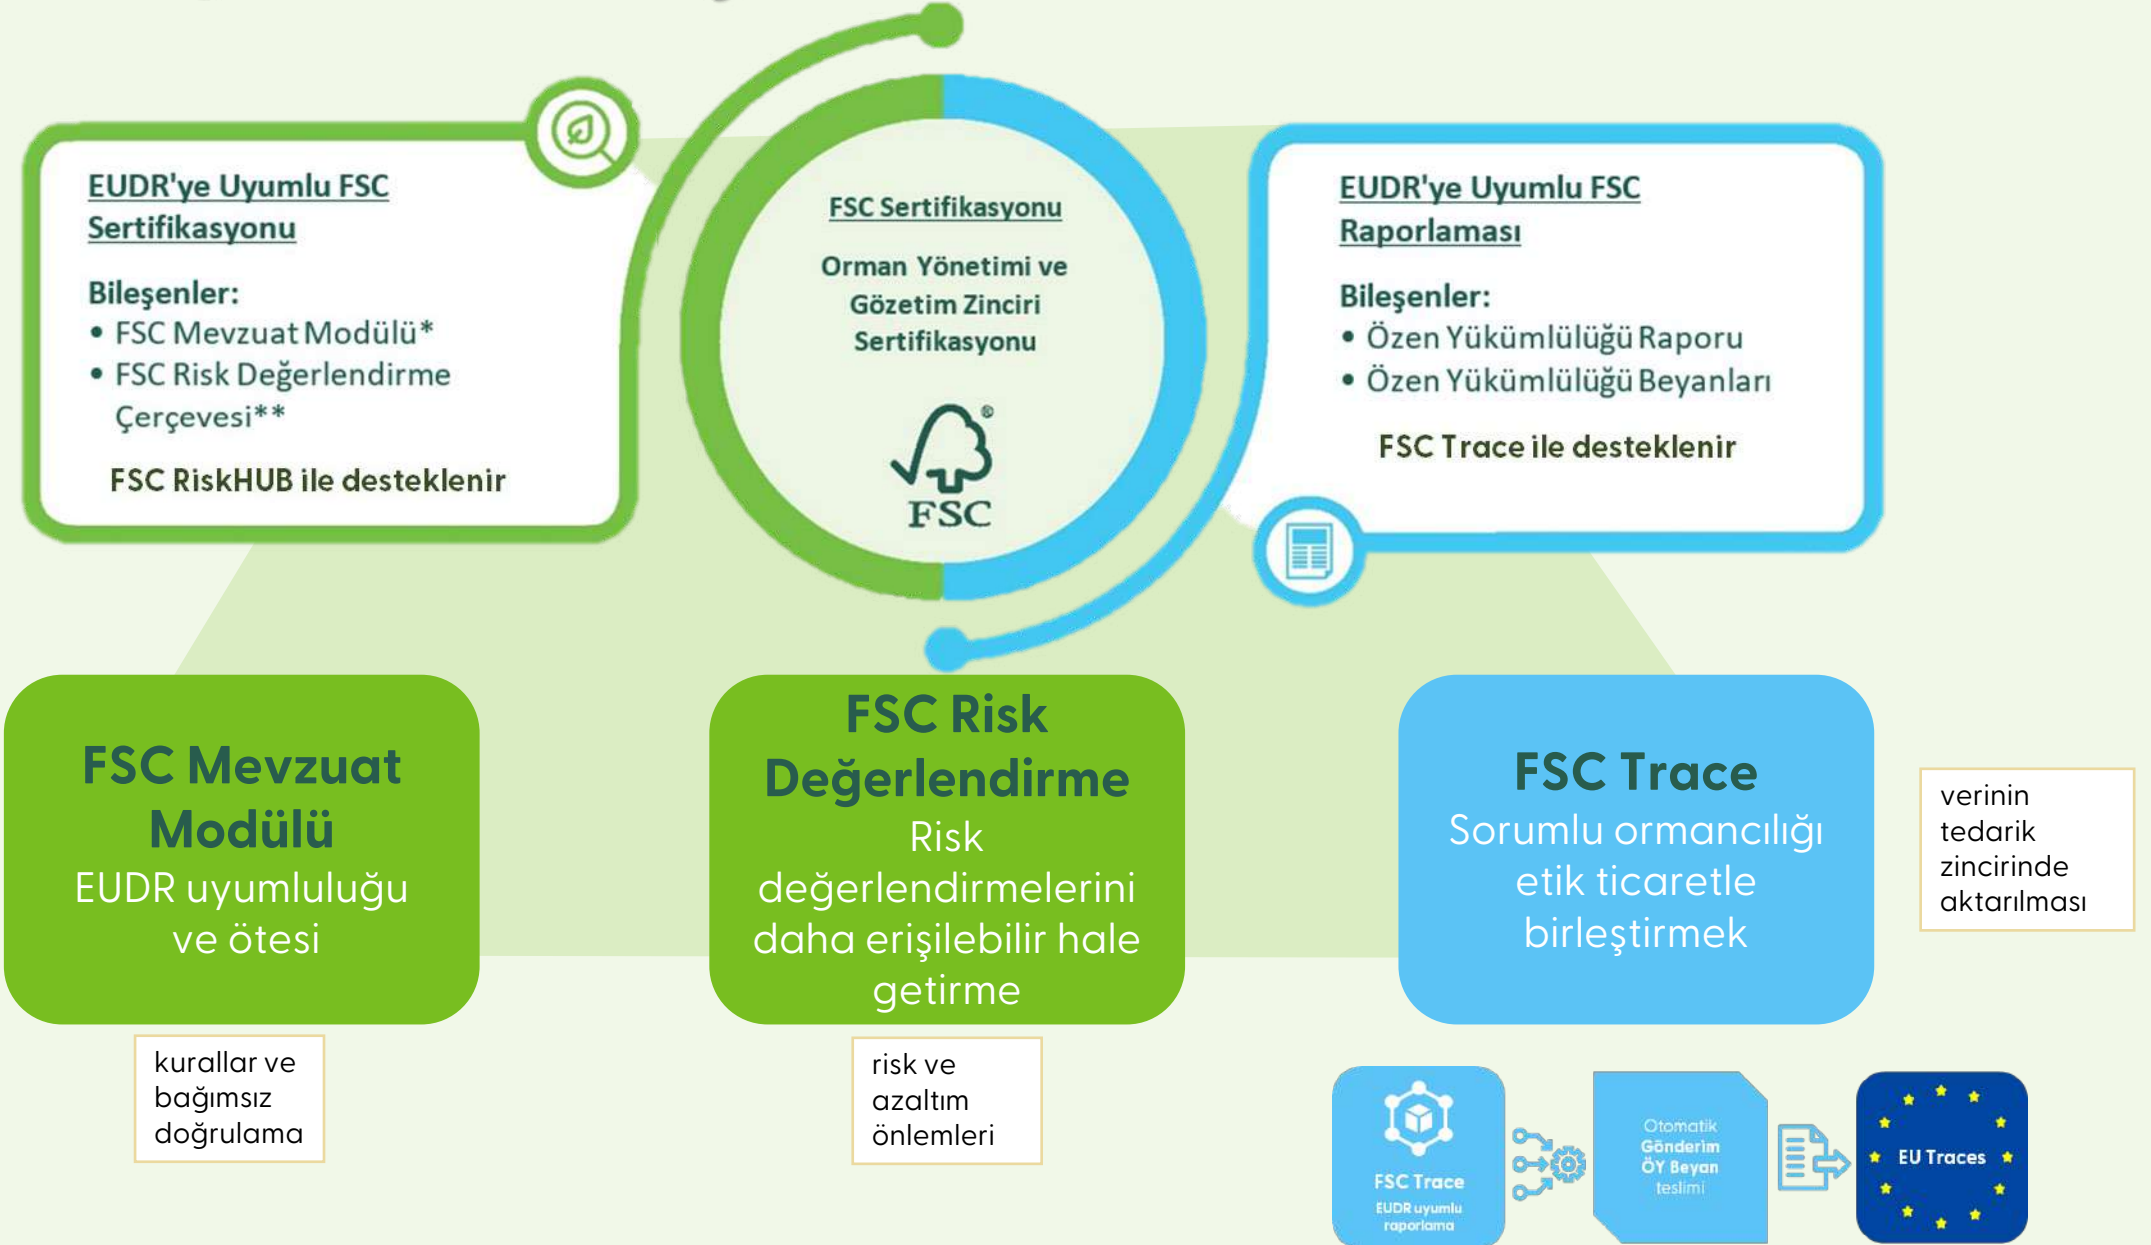 EUDR'ye Uyumlu FSC
Sertifikasyonu
Bileşenler:
• FSC Mevzuat Modülü*
• FSC Risk Değerlendirme
Çerçevesi**
FSC RiskHUB ile desteklenir
FSC Sertifikasyonu
Orman Yönetimi ve
Gözetim Zinciri
Sertifikasyonu
®
FSC
EUDR'ye Uyumlu FSC
Raporlaması
Bileşenler:
• Özen Yükümlülüğü Raporu
• Özen Yükümlülüğü Beyanları
FSC Trace ile desteklenir
FSC Mevzuat
Modülü
EUDR uyumluluğu
ve ötesi
kurallar ve
bağımsız
doğrulama
FSC Risk
Değerlendirme
Risk
değerlendirmelerini
daha erişilebilir hale
getirme
risk ve
azaltım
önlemleri
FSC Trace
Sorumlu ormancılığı
etik ticaretle
birleştirmek
verinin
tedarik
zincirinde
aktarılması
FSC Trace
EUDR uyumlu
raporlama
Otomatik
Gönderim
ÖY Beyan
teslimi
EU Traces